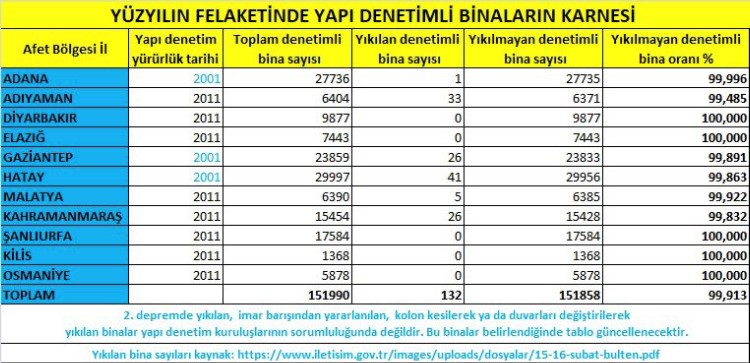 YÜZYILIN FELAKETİNDE YAPI DENETİMLİ BİNALARIN KARNESİ
Afet Bölgesi İl Yapı denetim yürürlük tarihi Toplam denetimli bina sayısı Yıkılan denetimli bina sayısı Yıkılmayan denetimli bina sayısı Yıkılmayan denetimli bina oranı %
ADANA 2001 27736 1 27735 99,996
ADIYAMAN 2011 6404 33 6371 99,485
DİYARBAKIR 2011 9877 0 9877 100,000
ELAZIĞ 2011 7443 0 7443 100,000
GAZİANTEP 2001 23859 26 23833 99,891
HATAY 2001 29997 41 29956 99,863
MALATYA 2011 6390 5 6385 99,922
KAHRAMANMARAŞ 2011 15454 26 15428 99,832
ŞANLIURFA 2011 17584 0 17584 100,000
KİLİS 2011 1368 0 1368 100,000
OSMANİYE 2011 5878 0 5878 100,000
TOPLAM 151990 132 151858 99,913
2. depremde yıkılan, imar barışından yararlanılan, kolon kesilerek ya da duvarları değiştirilerek
yıkılan binalar yapı denetim kuruluşlarının sorumluluğunda değildir. Bu binalar belirlendiğinde tablo güncellenecektir.
Yıkılan bina sayıları kaynak: https://www.iletisim.gov.tr/images/uploads/dosyalar/15-16-subat-bulten.pdf